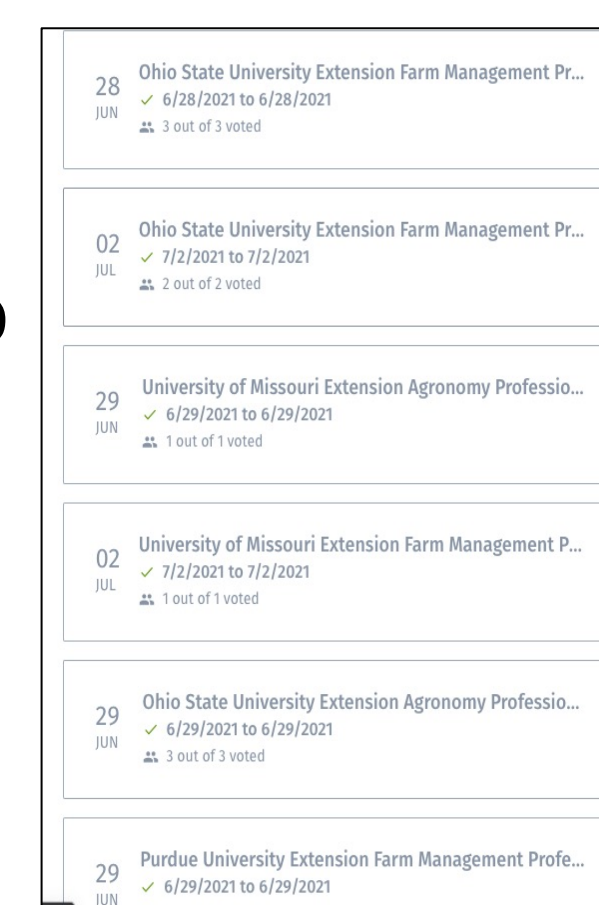 28
JUN
Ohio State University Extension Farm Management Pr...
6/28/2021 to 6/28/2021
3 out of 3 voted
02
JUL
Ohio State University Extension Farm Management Pr...
7/2/2021 to 7/2/2021
2 out of 2 voted
29
JUN
University of Missouri Extension Agronomy Professio...
6/29/2021 to 6/29/2021
1 out of 1 voted
02
JUL
University of Missouri Extension Farm Management P...
7/2/2021 to 7/2/2021
1 out of 1 voted
29
JUN
Ohio State University Extension Agronomy Professio...
6/29/2021 to 6/29/2021
3 out of 3 voted
29
JUN
Purdue University Extension Farm Management Profe...
6/29/2021 to 6/29/2021